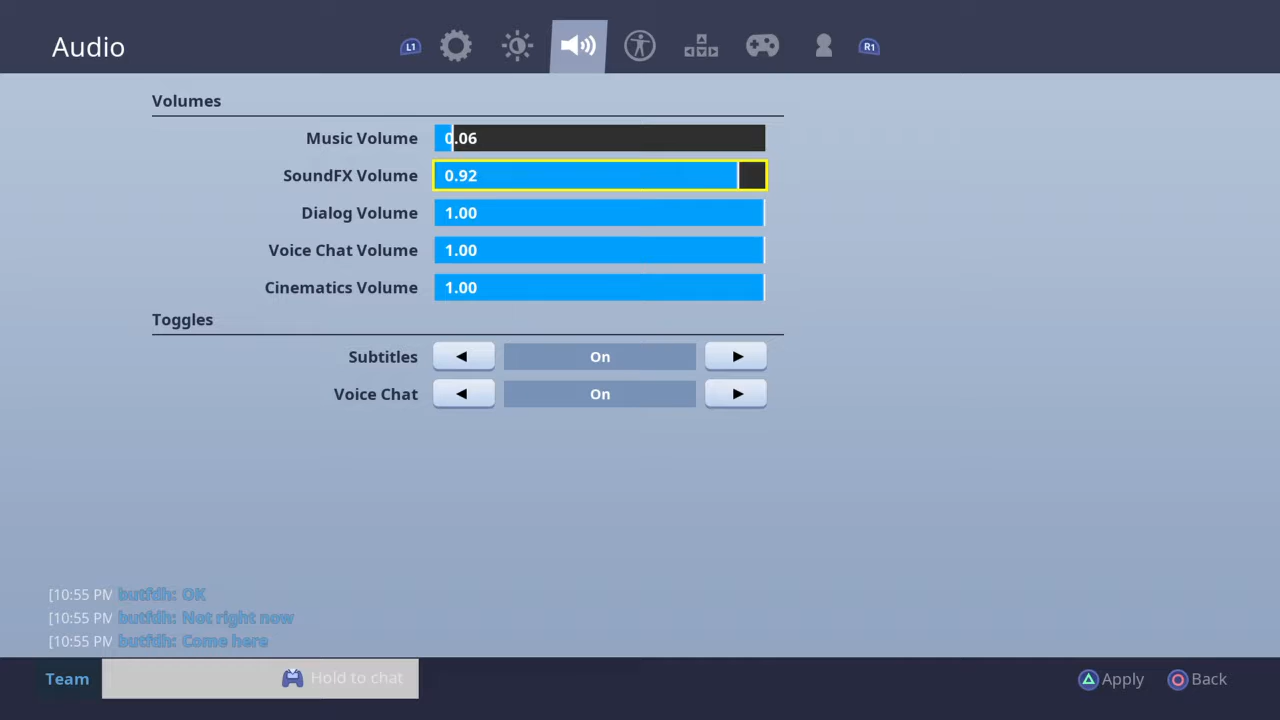 Audio
L1
R1
Volumes
Music Volume 0.06
SoundFX Volume 0.92
Dialog Volume 1.00
Voice Chat Volume 1.00
Cinematics Volume 1.00
Toggles
Subtitles On
Voice Chat On
[10:55 PM butfdh: OK
[10:55 PM butfdh: Not right now
[10:55 PM butfdh: Come here
Team Hold to chat Apply Back